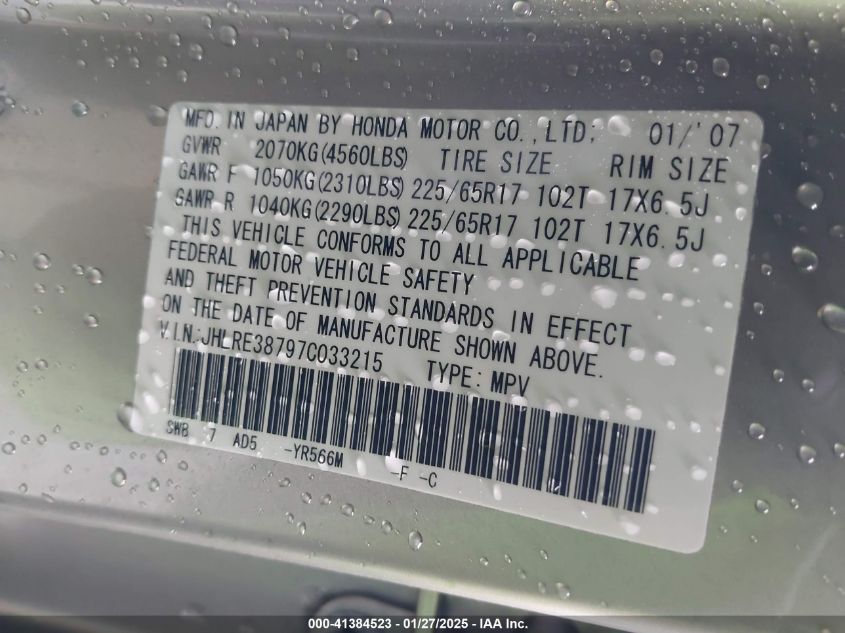 MFD. IN JAPAN BY HONDA MOTOR CO.,LTD; 01/'07
GVWR 2070KG(4560LBS) TIRE SIZE RIM SIZE
GAWR F 1050KG(2310LBS) 225/65R17 102T 17X6.5J
GAWR R 1040KG(2290LBS) 225/65R17 102T 17X6.5J
THIS VEHICLE CONFORMS TO ALL APPLICABLE
FEDERAL MOTOR VEHICLE SAFETY
AND THEFT PREVENTION STANDARDS IN EFFECT
ON THE DATE OF MANUFACTURE SHOWN ABOVE.
V.I.N.:JHLRE38797C033215 TYPE: MPV
SWB 7 AD5 -YR566M -F -C
000-41384523 - 01/27/2025 - IAA Inc.